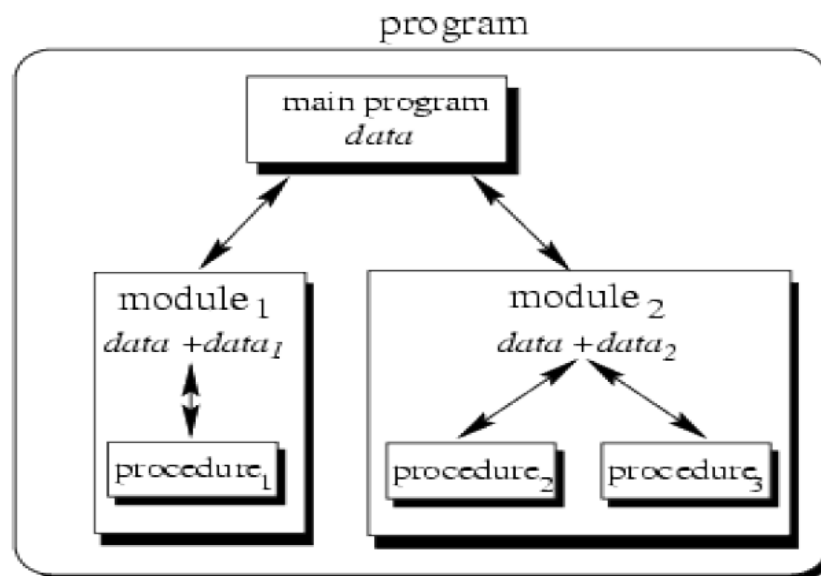 program
main program
data
module₁
data +data₁
procedure₁
module₂
data +data₂
procedure₂
procedure₃